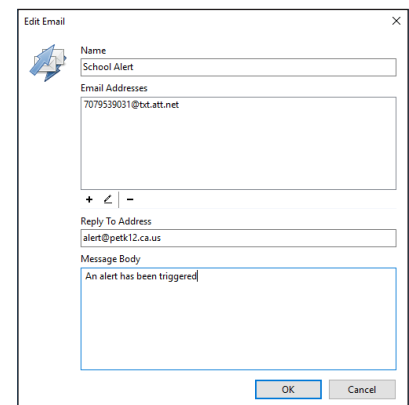 Edit Email
Name
School Alert
Email Addresses
7079539031@txt.att.net
Reply To Address
alert@petk12.ca.us
Message Body
An alert has been triggered
OK Cancel